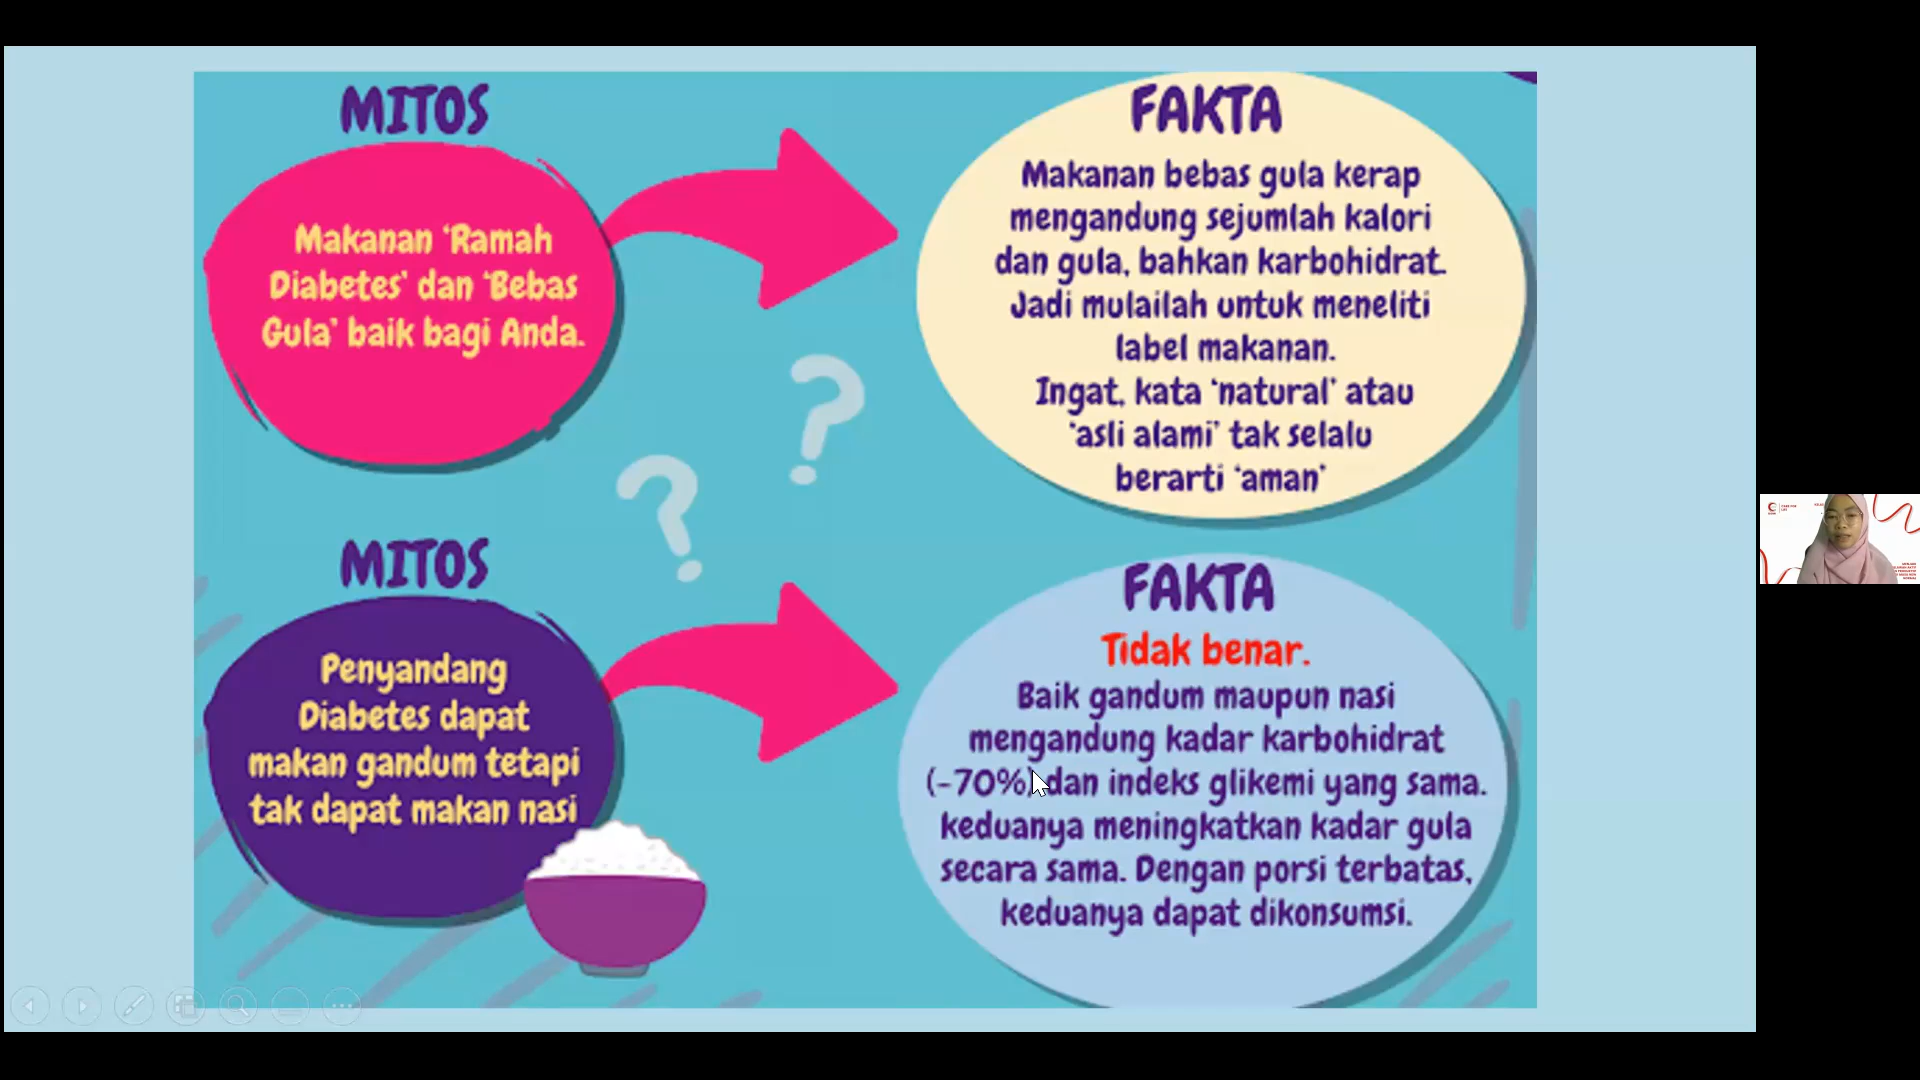 MITOS
Makanan ‘Ramah
Diabetes’ dan ‘Bebas
Gula’ baik bagi Anda.
FAKTA
Makanan bebas gula kerap
mengandung sejumlah kalori
dan gula, bahkan karbohidrat.
Jadi mulailah untuk meneliti
label makanan.
Ingat, kata ‘natural’ atau
‘asli alami’ tak selalu
berarti ‘aman’
MITOS
Penyandang
Diabetes dapat
makan gandum tetapi
tak dapat makan nasi
FAKTA
Tidak benar.
Baik gandum maupun nasi
mengandung kadar karbohidrat
(-70%) dan indeks glikemi yang sama.
keduanya meningkatkan kadar gula
secara sama. Dengan porsi terbatas,
keduanya dapat dikonsumsi.